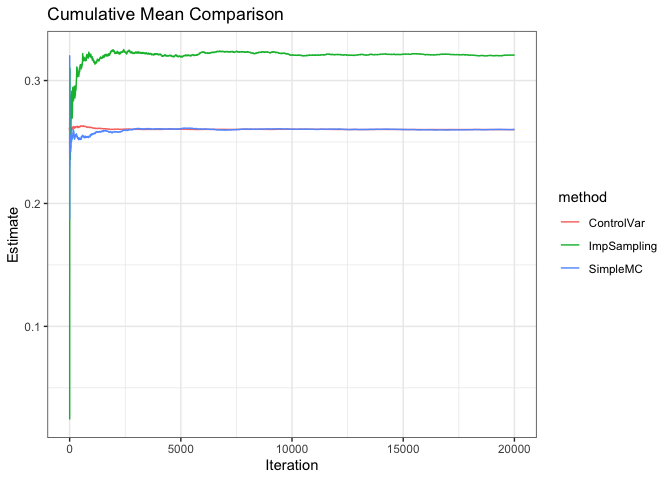 Cumulative Mean Comparison
0.3
0.2
0.1
Estimate
0
5000
10000
15000
20000
Iteration
method
ControlVar
ImpSampling
SimpleMC